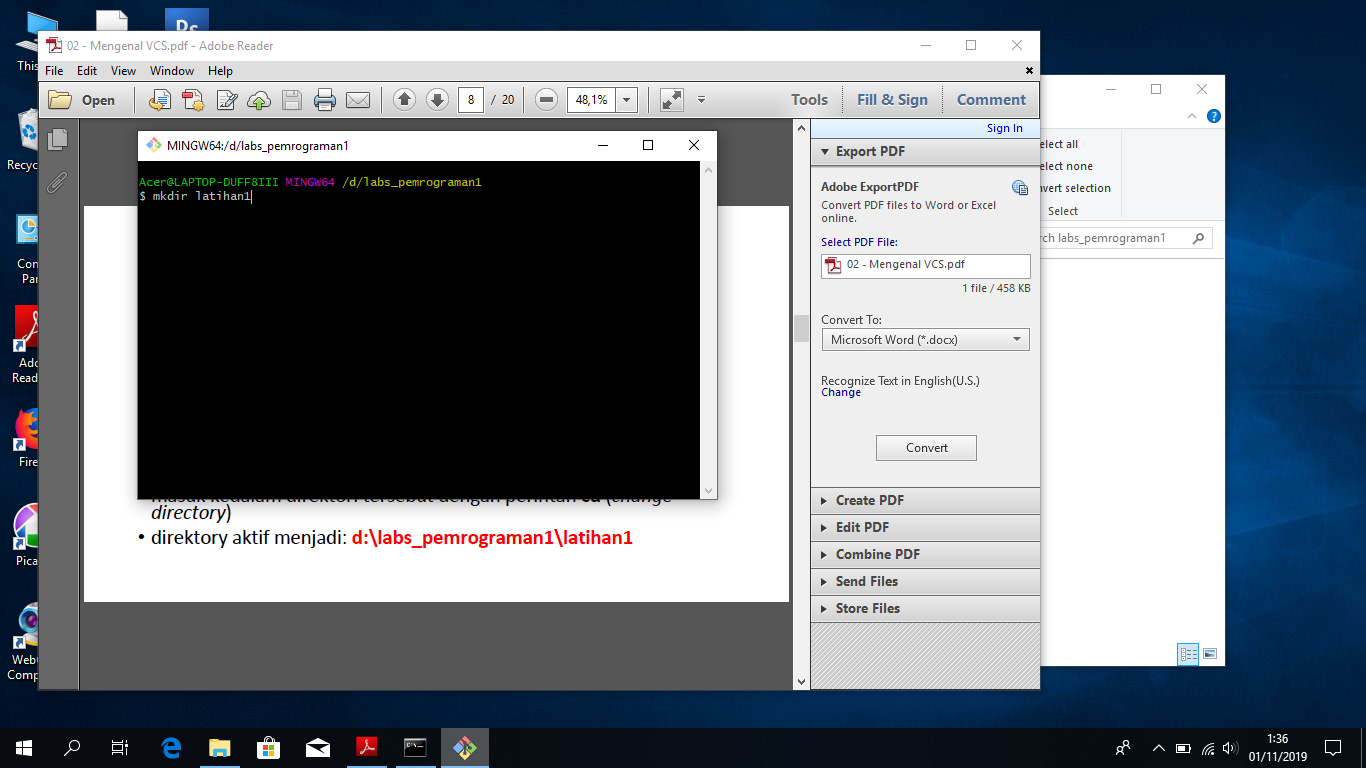 This
Ps
02 - Mengenal VCS.pdf - Adobe Reader
File Edit View Window Help
Open
8 / 20
48,1%
Tools Fill & Sign Comment
Sign In
Recyc
MINGW64:/d/labs_pemrograman1
Acer@LAPTOP-DUFF8III MINGW64 /d/labs_pemrograman1
$ mkdir latihan1
directory)
• direktory aktif menjadi: d:\labs_pemrograman1\latihan1
Export PDF
Adobe ExportPDF
Convert PDF files to Word or Excel
online.
Select PDF File:
02 - Mengenal VCS.pdf
1 file / 458 KB
Convert To:
Microsoft Word (*.docx)
Recognize Text in English(U.S.)
Change
Convert
Create PDF
Edit PDF
Combine PDF
Send Files
Store Files
elect all
elect none
nvert selection
Select
rch labs_pemrograman1
Con
Pan
Ado
Read
Fire
Pica
Web
Comp
1:36
01/11/2019